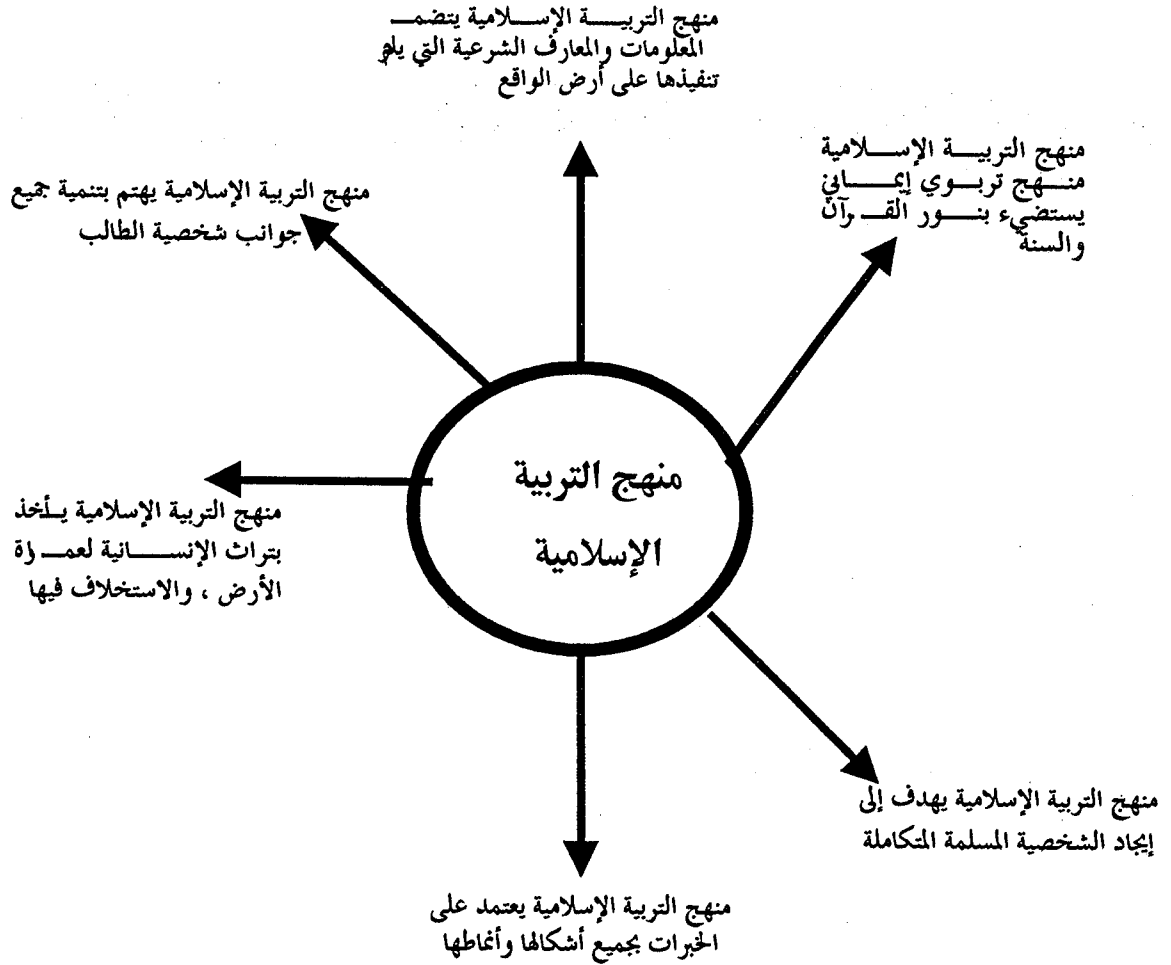 منهج التربية الإسلامية يتضمـ
المعلومات والمعارف الشرعية التي
تنفيذها على أرض الواقع
منهج التربية الإسلامية
منهج تربوي إيماني
يستضيء بنور القرآن
والسنة
منهج التربية الإسلامية يهتم بتنمية جميع
جوانب شخصية الطالب
منهج التربية
الإسلامية
منهج التربية الإسلامية يأخذ
بتراث الإنسانية لعمارة
الأرض ، والاستخلاف فيها
منهج التربية الإسلامية يهدف إلى
إيجاد الشخصية المسلمة المتكاملة
منهج التربية الإسلامية يعتمد على
الخبرات بجميع أشكالها وأنماطها